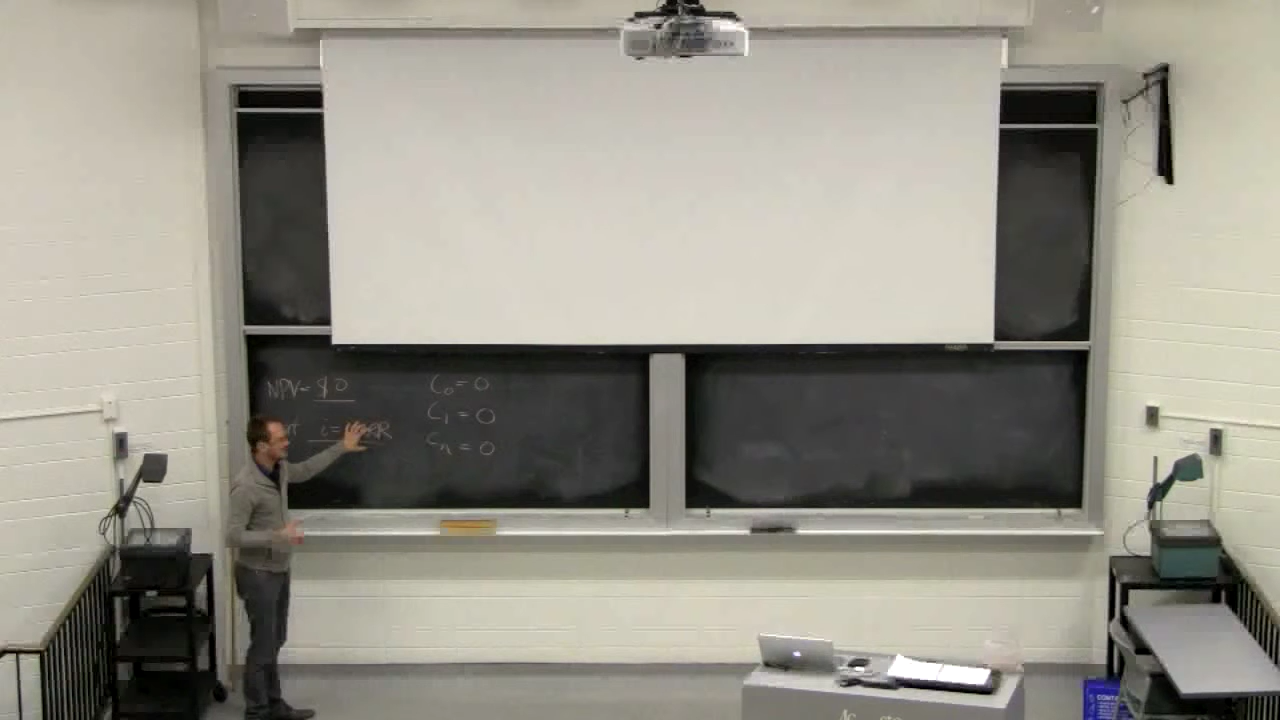 NPV= $0
i=
C₀ = 0
C₁ = 0
Cₙ = 0